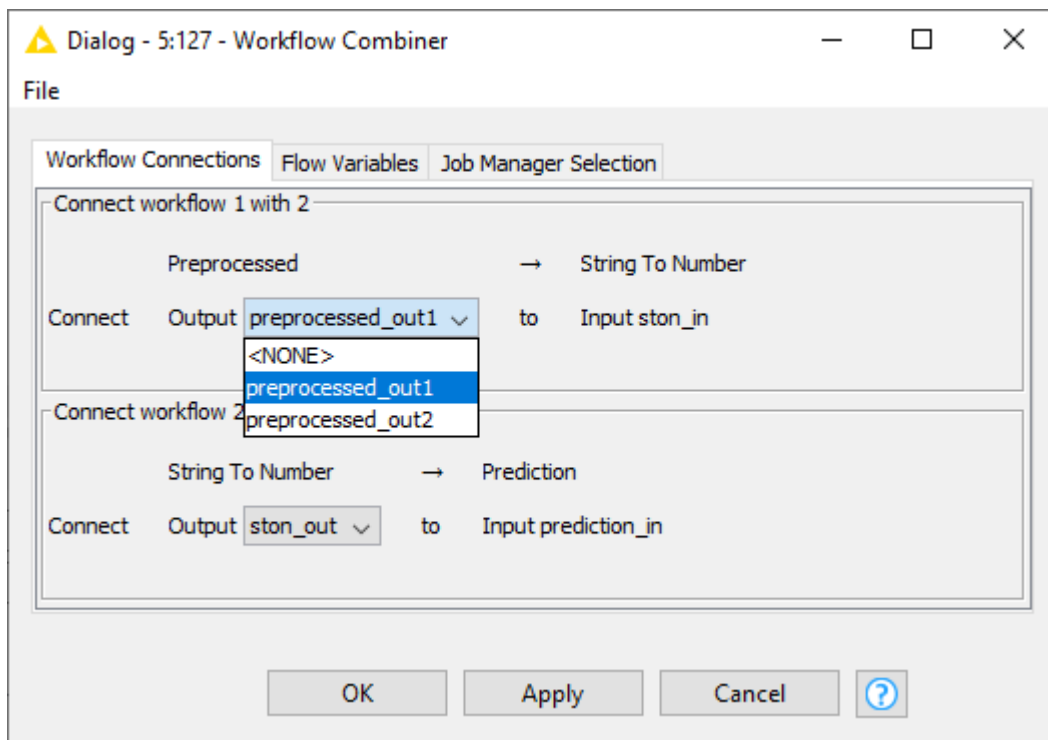 Dialog - 5:127 - Workflow Combiner
File
Workflow Connections Flow Variables Job Manager Selection
Connect workflow 1 with 2
Preprocessed → String To Number
Connect Output preprocessed_out1 to Input ston_in
<NONE>
preprocessed_out1
preprocessed_out2
Connect workflow 2
String To Number → Prediction
Connect Output ston_out to Input prediction_in
OK Apply Cancel ?